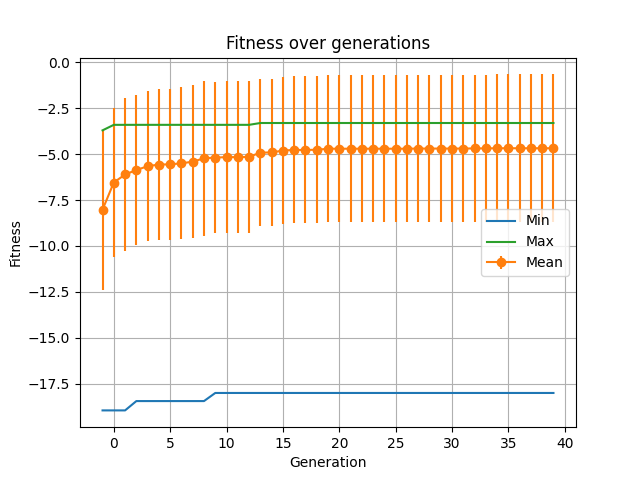 Fitness over generations
0.0
−2.5
−5.0
−7.5
−10.0
−12.5
−15.0
−17.5
Fitness
Min
Max
Mean
0 5 10 15 20 25 30 35 40
Generation